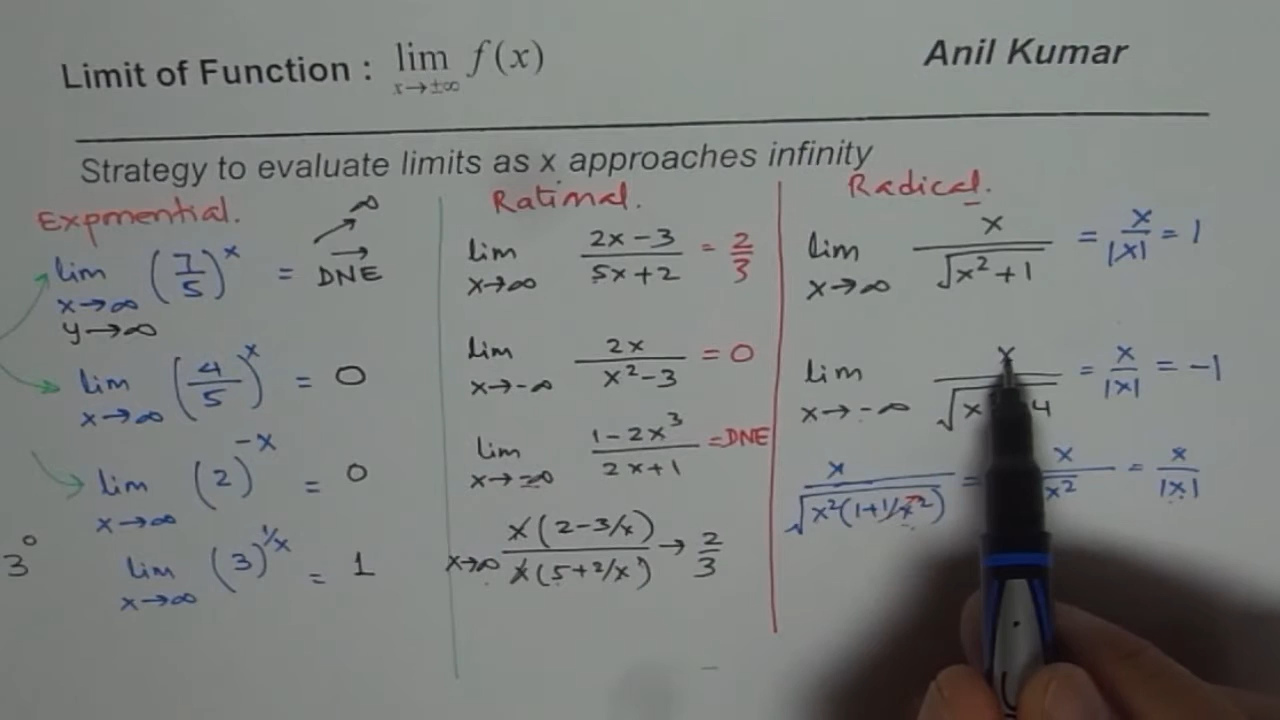 Limit of Function : lim x→±∞ f(x)
Anil Kumar
Strategy to evaluate limits as x approaches infinity
Exponential.
lim x→∞ (7/5)^x = DNE → ↗ ∞
y→∞
lim x→∞ (4/5)^x = 0
lim x→∞ (2)^-x = 0
3^0
lim x→∞ (3)^1/x = 1
Rational.
lim x→∞ 2x-3 / 5x+2 = 2/3
lim x→-∞ 2x / x^2-3 = 0
lim x→∞ 1-2x^3 / 2x+1 = DNE
x→∞ x(2-3/x) / x(5+2/x) → 2/3
Radical.
lim x→∞ x / √x^2+1 = x/|x| = 1
lim x→-∞ x / √x 4 = x/|x| = -1
x / √x^2(1+1/x^2) = x / x^2 = x/|x|